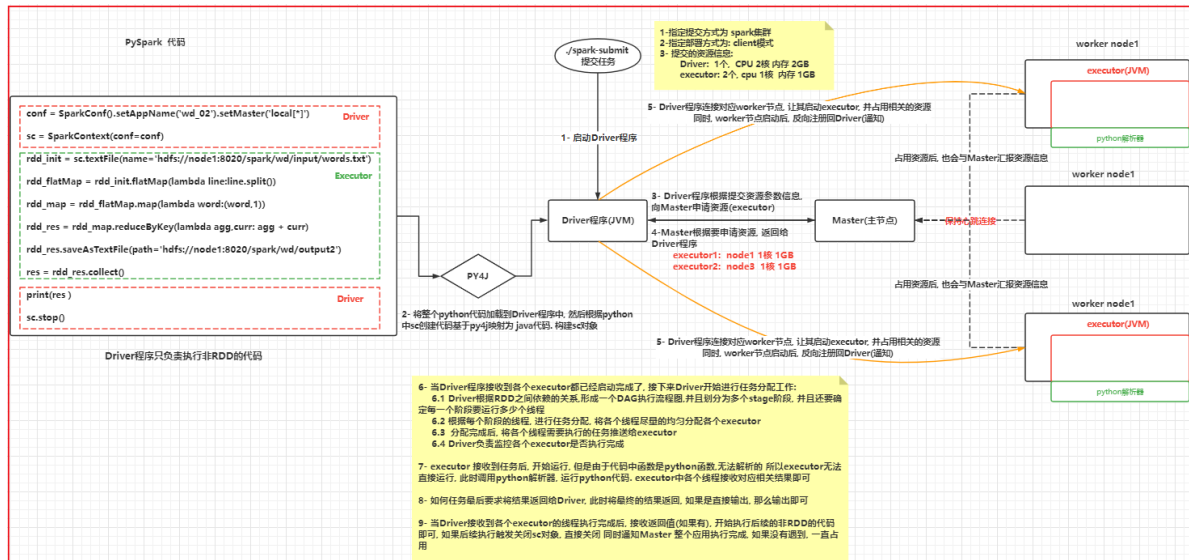 PySpark 代码
conf = SparkConf().setAppName('wd_02').setMaster('local[*]')
Driver
sc = SparkContext(conf=conf)
rdd_init = sc.textFile(name='hdfs://node1:8020/spark/wd/input/words.txt')
Executor
rdd_flatMap = rdd_init.flatMap(lambda line:line.split())
rdd_map = rdd_flatMap.map(lambda word:(word,1))
rdd_res = rdd_map.reduceByKey(lambda agg,curr: agg + curr)
rdd_res.saveAsTextFile(path='hdfs://node1:8020/spark/wd/output2')
res = rdd_res.collect()
print(res )
Driver
sc.stop()
Driver程序只负责执行非RDD的代码
./spark-submit
提交任务
1- 启动Driver程序
PY4J
2- 将整个python代码加载到Driver程序中, 然后根据python
中sc创建代码基于py4j映射为 java代码. 构建sc对象
Driver程序(JVM)
1-指定提交方式为 spark集群
2-指定部署方式为: client模式
3- 提交的资源信息:
Driver: 1个, CPU 2核 内存 2GB
executor: 2个, cpu 1核 内存 1GB
5- Driver程序连接对应worker节点, 让其启动executor, 并占用相关的资源
同时, worker节点启动后, 反向注册回Driver(通知)
3- Driver程序根据提交资源参数信息,
向Master申请资源(executor)
4-Master根据要申请资源, 返回给
Driver程序
executor1: node1 1核 1GB
executor2: node3 1核 1GB
Master(主节点)
保持心跳连接
占用资源后, 也会与Master汇报资源信息
占用资源后, 也会与Master汇报资源信息
5- Driver程序连接对应worker节点, 让其启动executor, 并占用相关的资源
同时, worker节点启动后, 反向注册回Driver(通知)
worker node1
executor(JVM)
python解析器
worker node1
worker node1
executor(JVM)
python解析器
6- 当Driver程序接收到各个executor都已经启动完成了, 接下来Driver开始进行任务分配工作:
6.1 Driver根据RDD之间依赖的关系,形成一个DAG执行流程图,并且划分为多个stage阶段, 并且还要确
定每一个阶段要运行多少个线程
6.2 根据每个阶段的线程, 进行任务分配, 将各个线程尽量的均匀分配各个executor
6.3 分配完成后, 将各个线程需要执行的任务推送给executor
6.4 Driver负责监控各个executor是否执行完成
7- executor 接收到任务后, 开始运行, 但是由于代码中函数是python函数,无法解析的 所以executor无法
直接运行, 此时调用python解析器, 运行python代码. executor中各个线程接收对应相关结果即可
8- 如何任务最后要求将结果返回给Driver, 此时将最终的结果返回, 如果是直接输出, 那么输出即可
9- 当Driver接收到各个executor的线程执行完成后, 接收返回值(如果有), 开始执行后续的非RDD的代码
即可, 如果后续执行触发关闭sc对象, 直接关闭 同时通知Master 整个应用执行完成, 如果没有遇到, 一直占
用